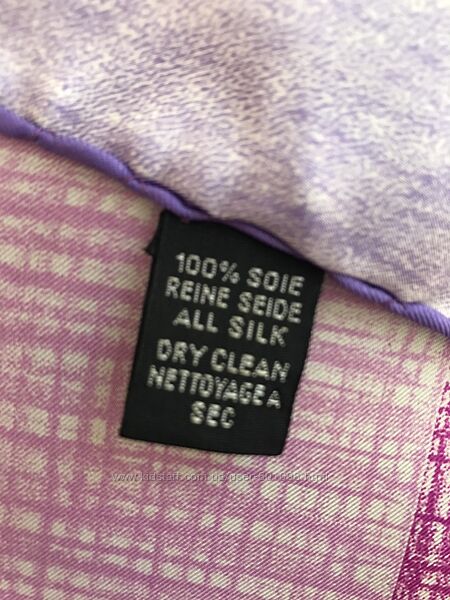 100% SOIE
REINE SEIDE
ALL SILK
DRY CLEAN
NETTOYAGE A
SEC